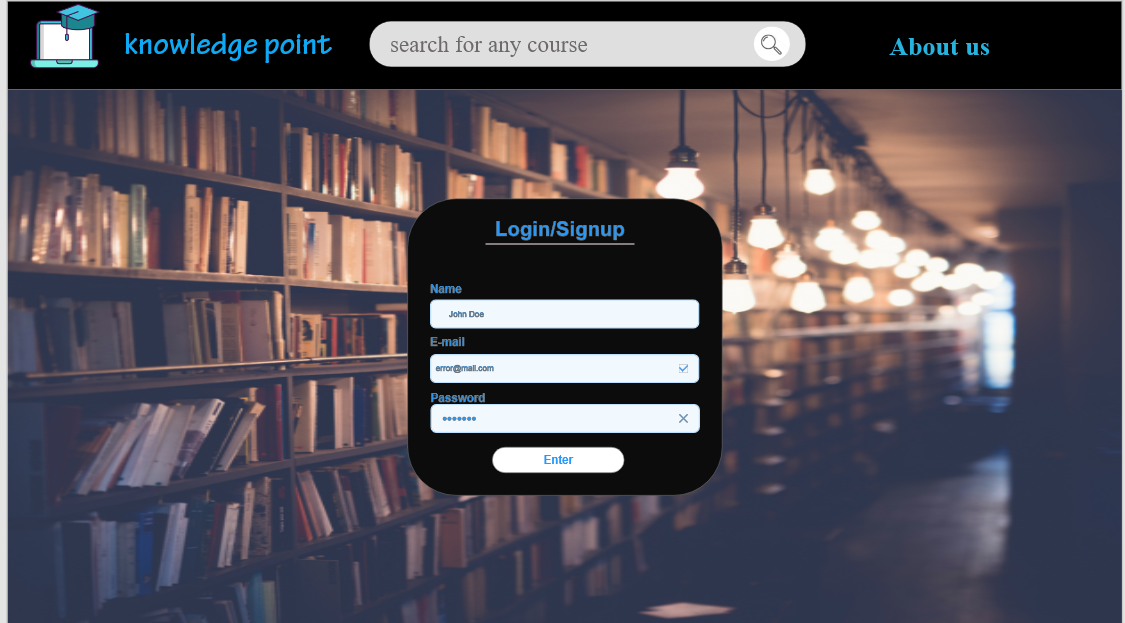 knowledge point
search for any course
About us
Login/Signup
Name
John Doe
E-mail
error@mail.com
Password
•••••••
Enter